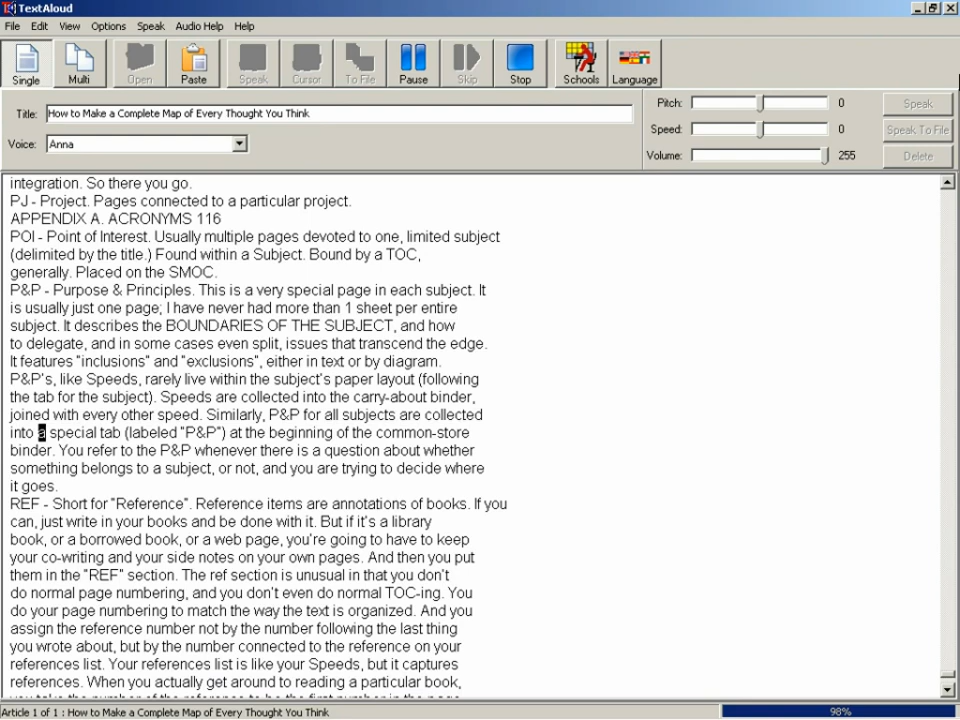 TextAloud
File Edit View Options Speak Audio Help Help
Single Multi Open Paste Speak Cursor To File Pause Skip Stop Schools Language
Title: How to Make a Complete Map of Every Thought You Think
Voice: Anna
Pitch: 0 Speak
Speed: 0 Speak To File
Volume: 255 Delete
integration. So there you go.
PJ - Project. Pages connected to a particular project.
APPENDIX A. ACRONYMS 116
POI - Point of Interest. Usually multiple pages devoted to one, limited subject
(delimited by the title.) Found within a Subject. Bound by a TOC,
generally. Placed on the SMOC.
P&P - Purpose & Principles. This is a very special page in each subject. It
is usually just one page; I have never had more than 1 sheet per entire
subject. It describes the BOUNDARIES OF THE SUBJECT, and how
to delegate, and in some cases even split, issues that transcend the edge.
It features "inclusions" and "exclusions", either in text or by diagram.
P&P's, like Speeds, rarely live within the subject's paper layout (following
the tab for the subject). Speeds are collected into the carry-about binder,
joined with every other speed. Similarly, P&P for all subjects are collected
into a special tab (labeled "P&P") at the beginning of the common-store
binder. You refer to the P&P whenever there is a question about whether
something belongs to a subject, or not, and you are trying to decide where
it goes.
REF - Short for "Reference". Reference items are annotations of books. If you
can, just write in your books and be done with it. But if it's a library
book, or a borrowed book, or a web page, you're going to have to keep
your co-writing and your side notes on your own pages. And then you put
them in the "REF" section. The ref section is unusual in that you don't
do normal page numbering, and you don't even do normal TOC-ing. You
do your page numbering to match the way the text is organized. And you
assign the reference number not by the number following the last thing
you wrote about, but by the number connected to the reference on your
references list. Your references list is like your Speeds, but it captures
references. When you actually get around to reading a particular book,
Article 1 of 1 : How to Make a Complete Map of Every Thought You Think 98%